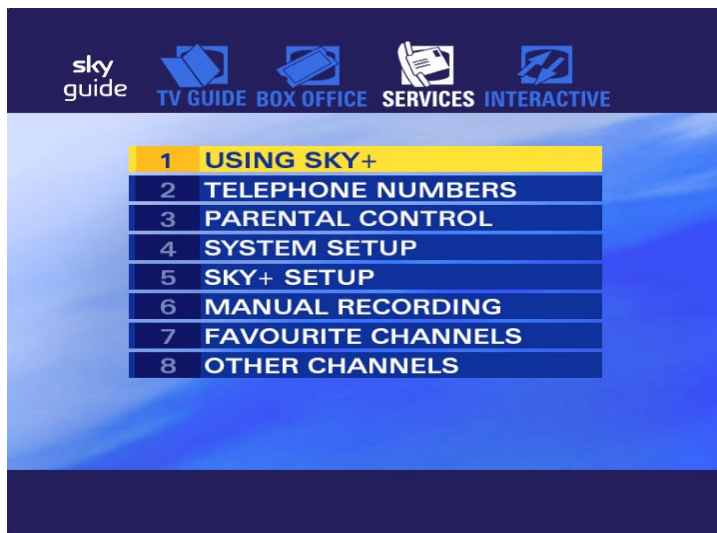 sky
guide
TV GUIDE BOX OFFICE SERVICES INTERACTIVE
1 USING SKY+
2 TELEPHONE NUMBERS
3 PARENTAL CONTROL
4 SYSTEM SETUP
5 SKY+ SETUP
6 MANUAL RECORDING
7 FAVOURITE CHANNELS
8 OTHER CHANNELS